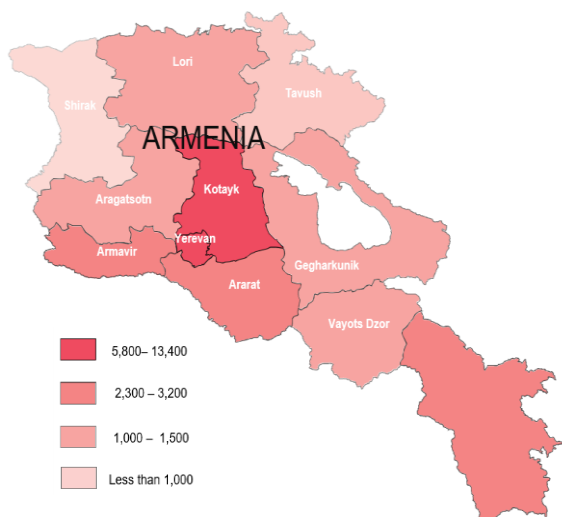 Lori
Tavush
Shirak
ARMENIA
Kotayk
Aragatsotn
Yerevan
Armavir
Gegharkunik
Ararat
Vayots Dzor
5,800– 13,400
2,300 – 3,200
1,000 – 1,500
Less than 1,000